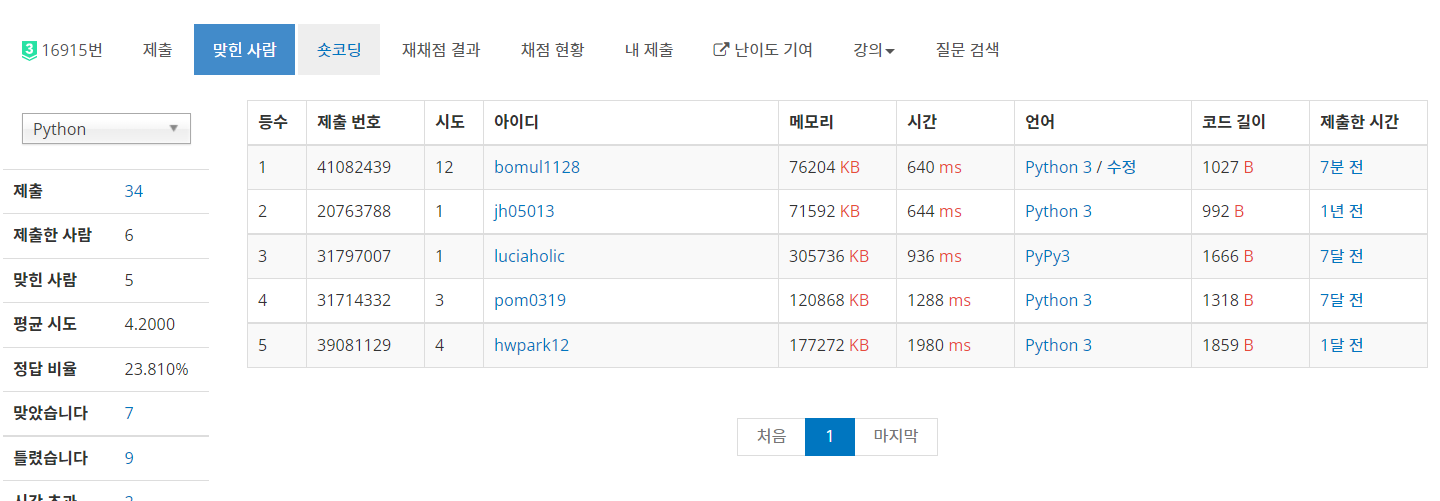 3 16915번 제출 맞힌 사람 숏코딩 재채점 결과 채점 현황 내 제출 난이도 기여 강의 질문 검색
Python
제출 34
제출한 사람 6
맞힌 사람 5
평균 시도 4.2000
정답 비율 23.810%
맞았습니다 7
틀렸습니다 9
등수 제출 번호 시도 아이디 메모리 시간 언어 코드 길이 제출한 시간
1 41082439 12 bomul1128 76204 KB 640 ms Python 3 / 수정 1027 B 7분 전
2 20763788 1 jh05013 71592 KB 644 ms Python 3 992 B 1년 전
3 31797007 1 luciaholic 305736 KB 936 ms PyPy3 1666 B 7달 전
4 31714332 3 pom0319 120868 KB 1288 ms Python 3 1318 B 7달 전
5 39081129 4 hwpark12 177272 KB 1980 ms Python 3 1859 B 1달 전
처음 1 마지막